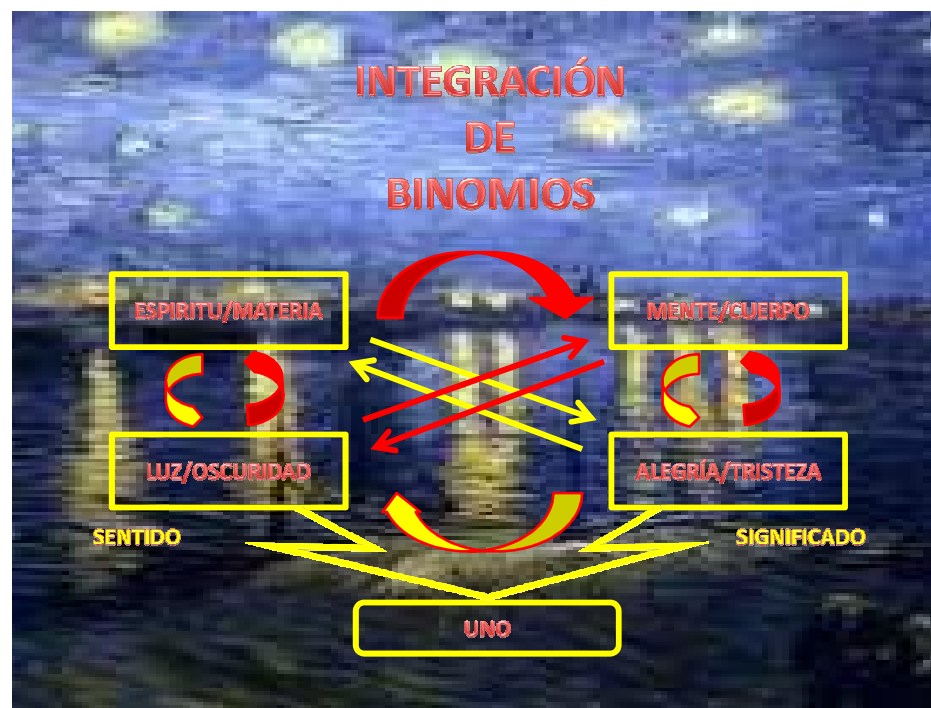 INTEGRACIÓN
DE
BINOMIOS
ESPIRITU/MATERIA
MENTE/CUERPO
LUZ/OSCURIDAD
ALEGRÍA/TRISTEZA
SENTIDO
SIGNIFICADO
UNO